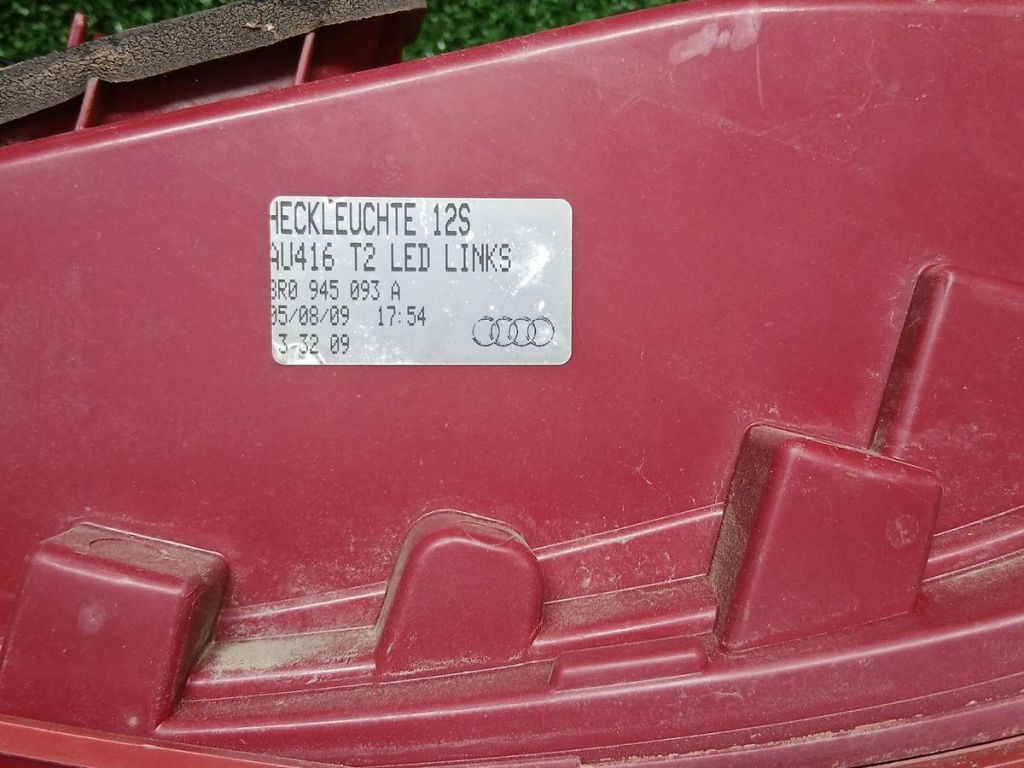 HECKLEUCHTE 12S
AU416 T2 LED LINKS
8R0 945 093 A
05/08/09 17:54
3 32 09